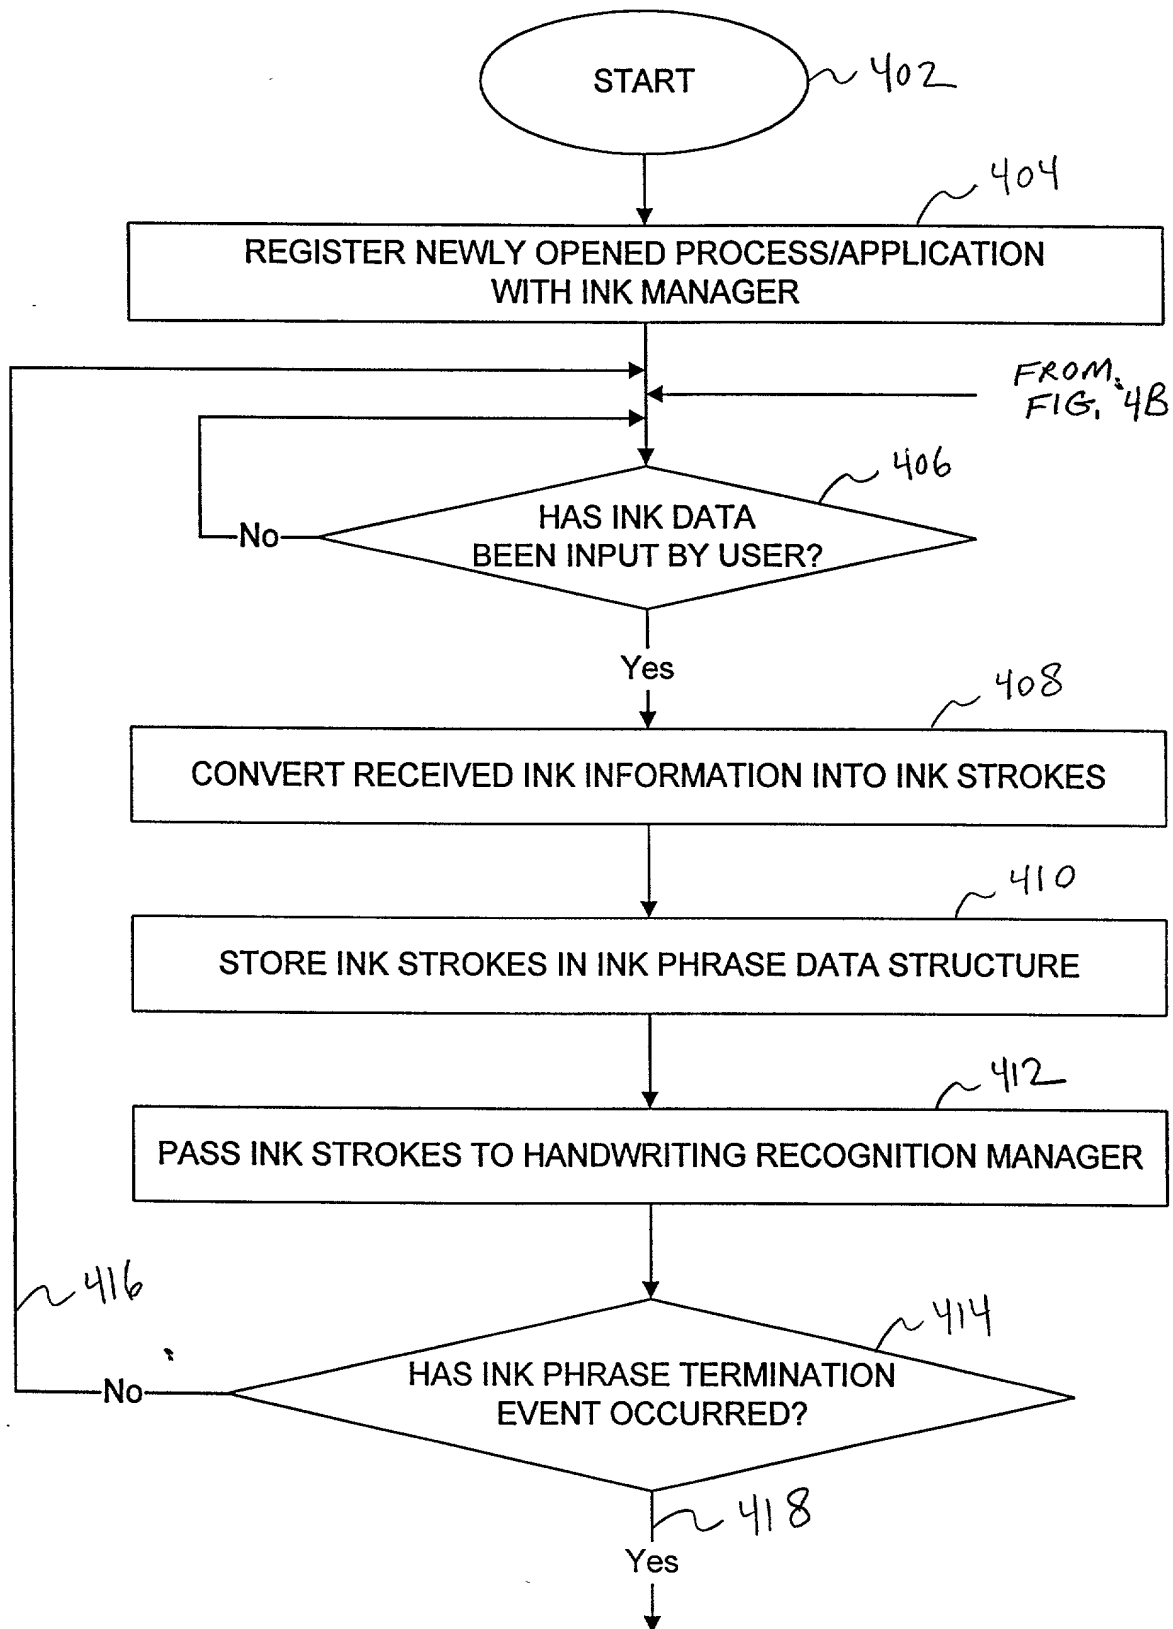 START
402
404
REGISTER NEWLY OPENED PROCESS/APPLICATION
WITH INK MANAGER
FROM
FIG. 4B
406
HAS INK DATA
BEEN INPUT BY USER?
No
Yes
408
CONVERT RECEIVED INK INFORMATION INTO INK STROKES
410
STORE INK STROKES IN INK PHRASE DATA STRUCTURE
412
PASS INK STROKES TO HANDWRITING RECOGNITION MANAGER
416
414
HAS INK PHRASE TERMINATION
EVENT OCCURRED?
No
418
Yes